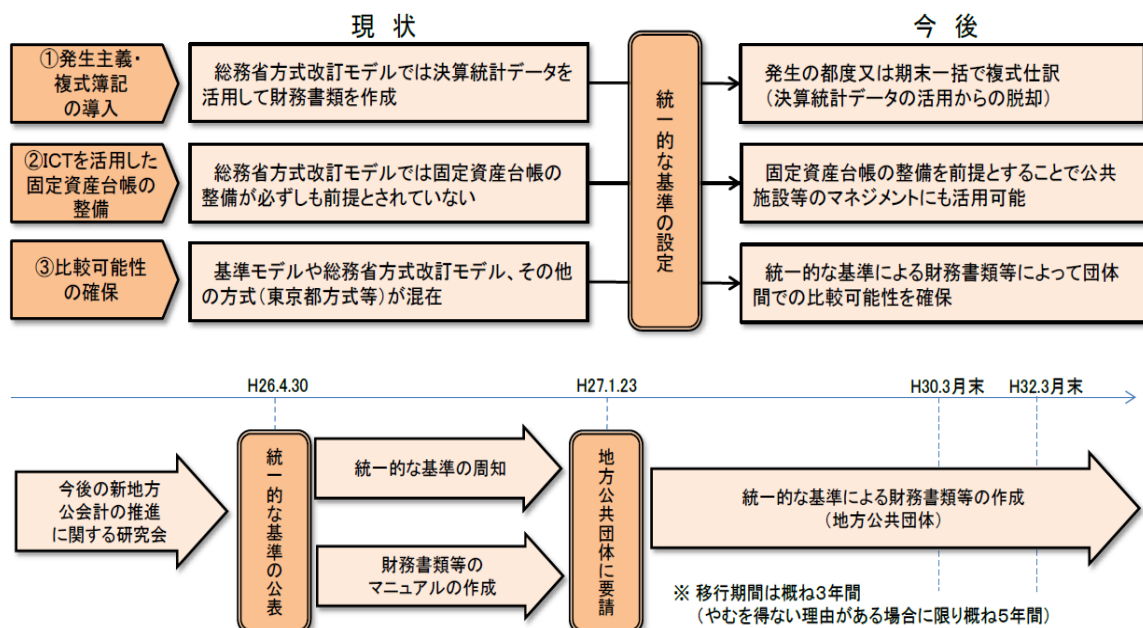 現 状
今 後
①発生主義・
複式簿記
の導入
総務省方式改訂モデルでは決算統計データを
活用して財務書類を作成
発生の都度又は期末一括で複式仕訳
（決算統計データの活用からの脱却）
②ICTを活用した
固定資産台帳の
整備
総務省方式改訂モデルでは固定資産台帳の
整備が必ずしも前提とされていない
固定資産台帳の整備を前提とすることで公共
施設等のマネジメントにも活用可能
③比較可能性
の確保
基準モデルや総務省方式改訂モデル、その他
の方式（東京都方式等）が混在
統一的な基準による財務書類等によって団体
間での比較可能性を確保
統一的な基準の設定
H26.4.30
H27.1.23
H30.3月末
H32.3月末
今後の新地方
公会計の推進
に関する研究会
統一的な基準の公表
統一的な基準の周知
財務書類等の
マニュアルの作成
地方公共団体に要請
統一的な基準による財務書類等の作成
（地方公共団体）
※ 移行期間は概ね3年間
（やむを得ない理由がある場合に限り概ね5年間）